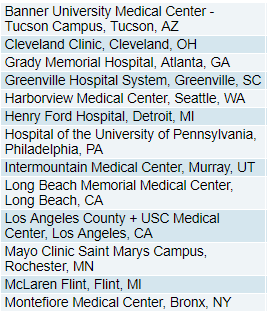 Banner University Medical Center -
Tucson Campus, Tucson, AZ
Cleveland Clinic, Cleveland, OH
Grady Memorial Hospital, Atlanta, GA
Greenville Hospital System, Greenville, SC
Harborview Medical Center, Seattle, WA
Henry Ford Hospital, Detroit, MI
Hospital of the University of Pennsylvania,
Philadelphia, PA
Intermountain Medical Center, Murray, UT
Long Beach Memorial Medical Center,
Long Beach, CA
Los Angeles County + USC Medical
Center, Los Angeles, CA
Mayo Clinic Saint Marys Campus,
Rochester, MN
McLaren Flint, Flint, MI
Montefiore Medical Center, Bronx, NY